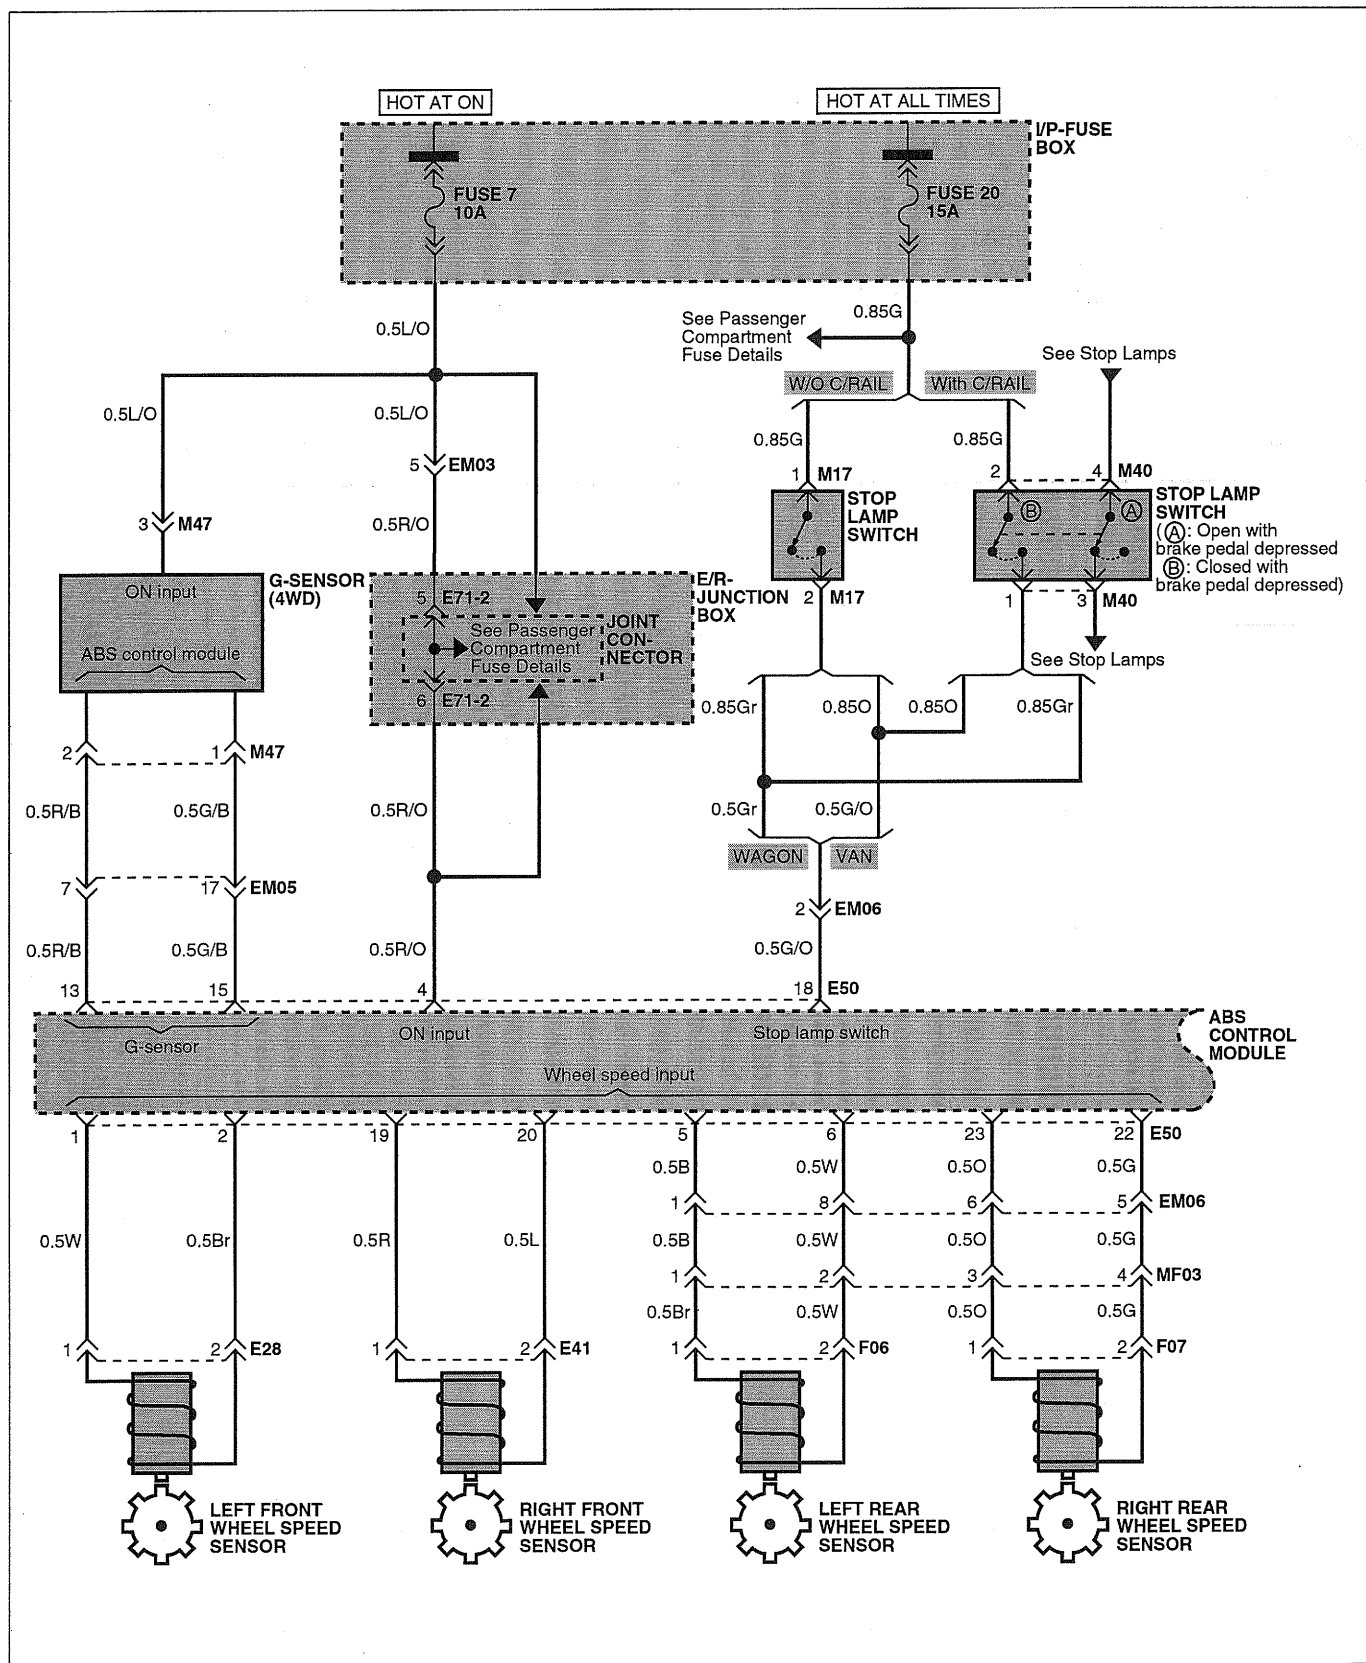 HOT AT ON
HOT AT ALL TIMES
I/P-FUSE
BOX
FUSE 7
10A
FUSE 20
15A
0.5L/O
0.85G
See Passenger
Compartment
Fuse Details
See Stop Lamps
W/O C/RAIL
With C/RAIL
0.5L/O
0.5L/O
0.85G
0.85G
5 EM03
1 M17
2
4 M40
3 M47
0.5R/O
STOP
LAMP
SWITCH
B
A
STOP LAMP
SWITCH
(A: Open with
brake pedal depressed
B: Closed with
brake pedal depressed)
G-SENSOR
(4WD)
ON input
ABS control module
E/R-
JUNCTION
BOX
5 E71-2
See Passenger
Compartment
Fuse Details
JOINT
CON-
NECTOR
6 E71-2
2 M17
1
3 M40
See Stop Lamps
0.85Gr
0.85O
0.85O
0.85Gr
2
1 M47
0.5R/B
0.5G/B
0.5R/O
0.5Gr
0.5G/O
WAGON
VAN
7
17 EM05
2 EM06
0.5R/B
0.5G/B
0.5R/O
0.5G/O
13
15
4
18 E50
G-sensor
ON input
Stop lamp switch
ABS
CONTROL
MODULE
Wheel speed input
1
2
19
20
5
6
23
22 E50
0.5B
0.5W
0.5O
0.5G
1
8
6
5 EM06
0.5W
0.5Br
0.5R
0.5L
0.5B
0.5W
0.5O
0.5G
1
2
3
4 MF03
0.5Br
0.5W
0.5O
0.5G
1
2 E28
1
2 E41
1
2 F06
1
2 F07
LEFT FRONT
WHEEL SPEED
SENSOR
RIGHT FRONT
WHEEL SPEED
SENSOR
LEFT REAR
WHEEL SPEED
SENSOR
RIGHT REAR
WHEEL SPEED
SENSOR